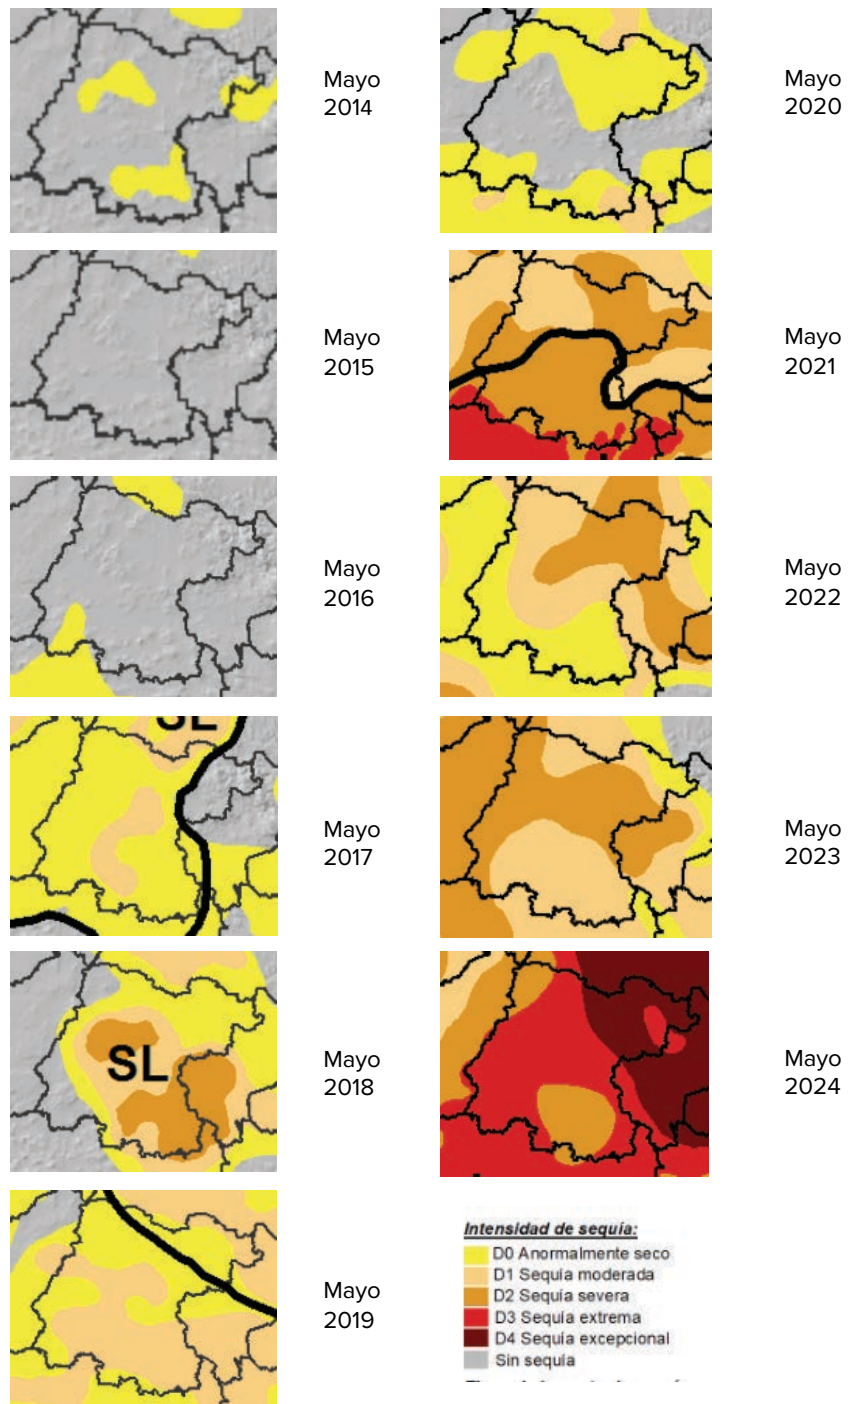 Mayo
2014
Mayo
2015
Mayo
2016
SL
Mayo
2017
SL
Mayo
2018
Mayo
2019
Mayo
2020
Mayo
2021
Mayo
2022
Mayo
2023
Mayo
2024
Intensidad de sequía:
D0 Anormalmente seco
D1 Sequía moderada
D2 Sequía severa
D3 Sequía extrema
D4 Sequía excepcional
Sin sequía